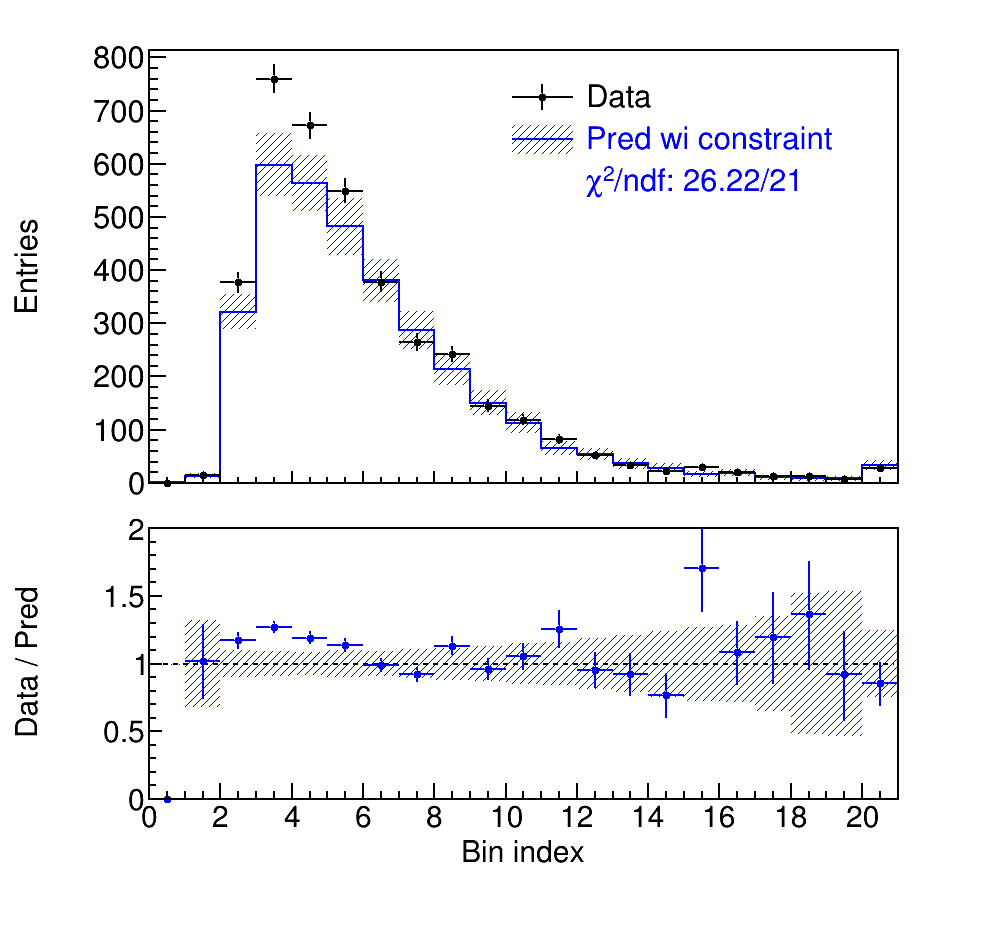 800
700
600
500
400
300
200
100
0
Entries
Data
Pred wi constraint
χ²/ndf: 26.22/21
2
1.5
1
0.5
0
Data / Pred
0 2 4 6 8 10 12 14 16 18 20
Bin index